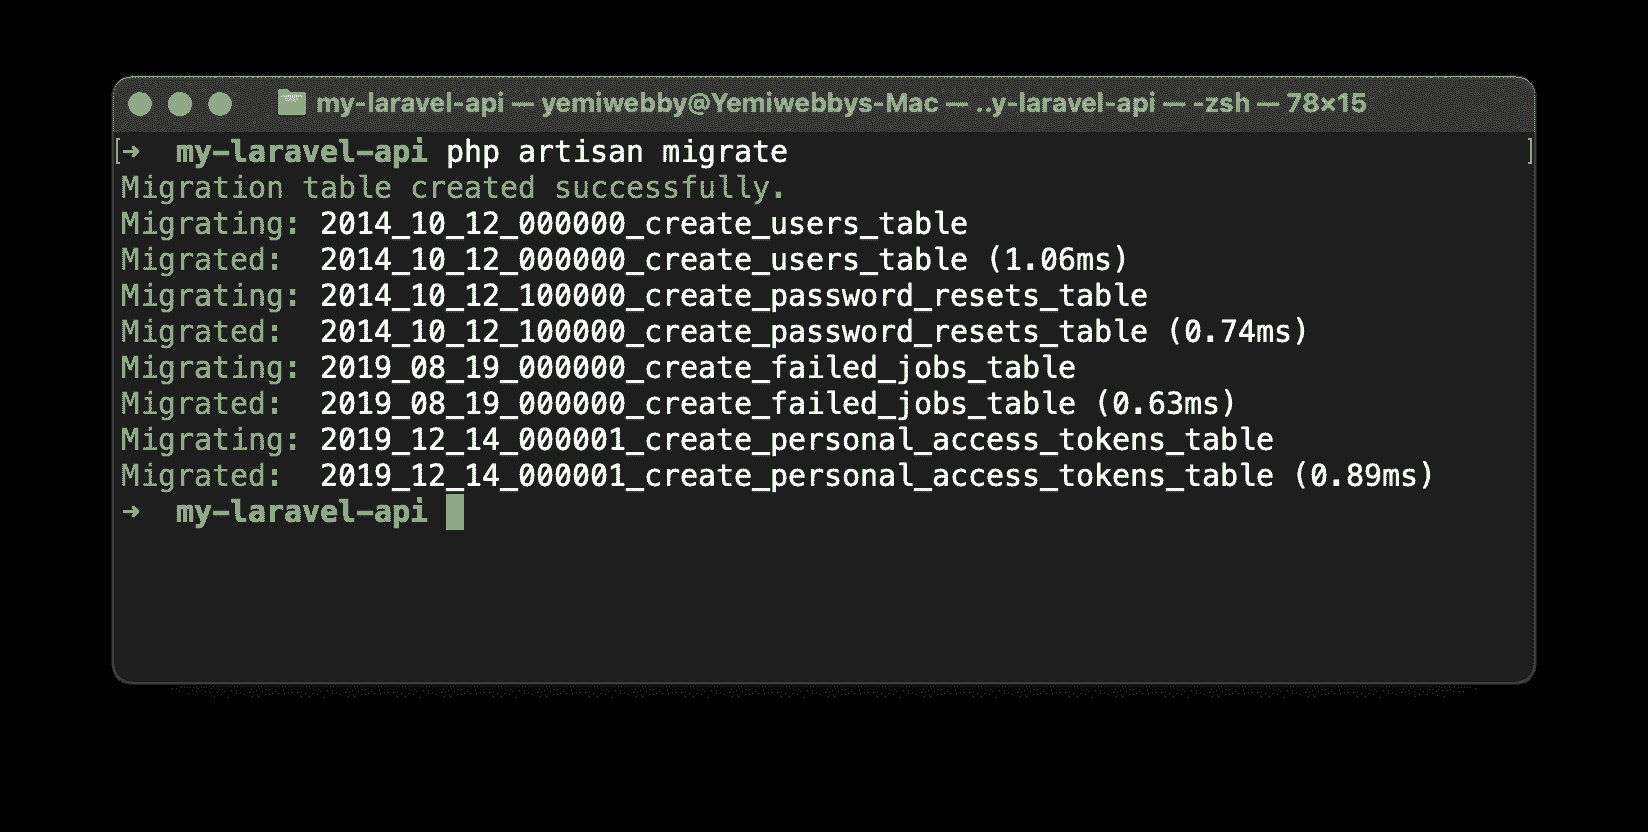 my-laravel-api — yemiwebby@Yemiwebbys-Mac — ..y-laravel-api — -zsh — 78×15
[➜  my-laravel-api php artisan migrate ]
Migration table created successfully.
Migrating: 2014_10_12_000000_create_users_table
Migrated:  2014_10_12_000000_create_users_table (1.06ms)
Migrating: 2014_10_12_100000_create_password_resets_table
Migrated:  2014_10_12_100000_create_password_resets_table (0.74ms)
Migrating: 2019_08_19_000000_create_failed_jobs_table
Migrated:  2019_08_19_000000_create_failed_jobs_table (0.63ms)
Migrating: 2019_12_14_000001_create_personal_access_tokens_table
Migrated:  2019_12_14_000001_create_personal_access_tokens_table (0.89ms)
➜  my-laravel-api